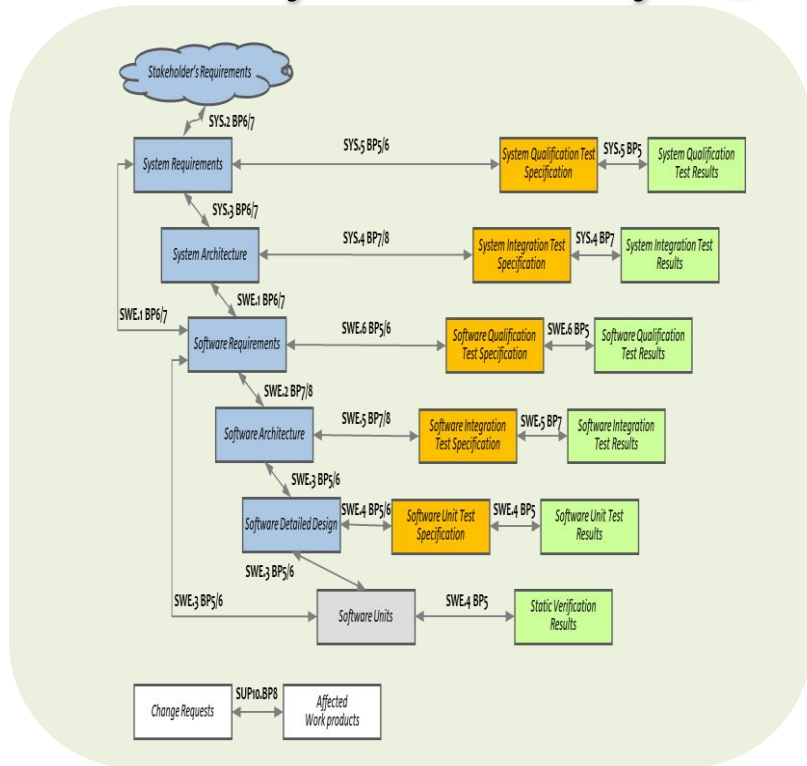 Stakeholder's Requirements
SYS.2 BP6/7
System Requirements
SYS.5 BP5/6
System Qualification Test
Specification
SYS.5 BP5
System Qualification
Test Results
SYS.3 BP6/7
System Architecture
SYS.4 BP7/8
System Integration Test
Specification
SYS.4 BP7
System Integration Test
Results
SWE.1 BP6/7
SWE.1 BP6/7
Software Requirements
SWE.6 BP5/6
Software Qualification
Test Specification
SWE.6 BP5
Software Qualification
Test Results
SWE.2 BP7/8
Software Architecture
SWE.5 BP7/8
Software Integration
Test Specification
SWE.5 BP7
Software Integration
Test Results
SWE.3 BP5/6
Software Detailed Design
SWE.4 BP5/6
Software Unit Test
Specification
SWE.4 BP5
Software Unit Test
Results
SWE.3 BP5/6
SWE.3 BP5/6
Software Units
SWE.4 BP5
Static Verification
Results
Change Requests
SUP10.BP8
Affected
Work products